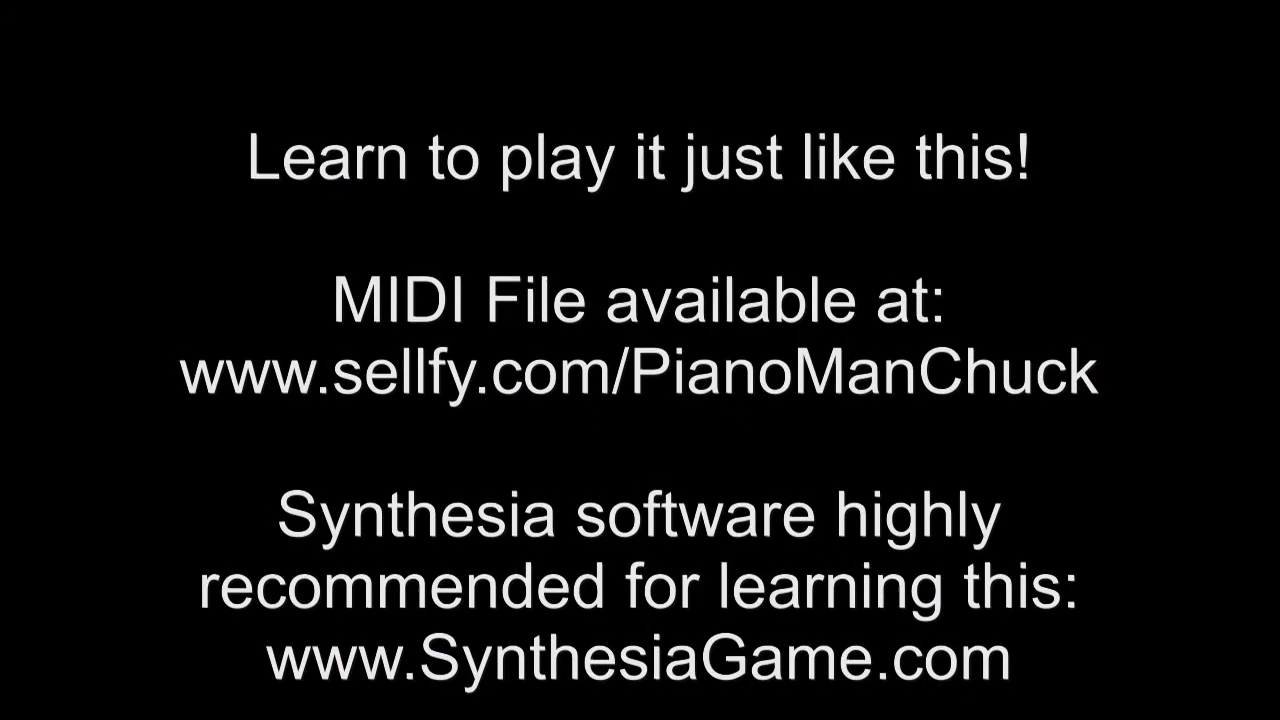 Learn to play it just like this!
MIDI File available at:
www.sellfy.com/PianoManChuck
Synthesia software highly
recommended for learning this:
www.SynthesiaGame.com